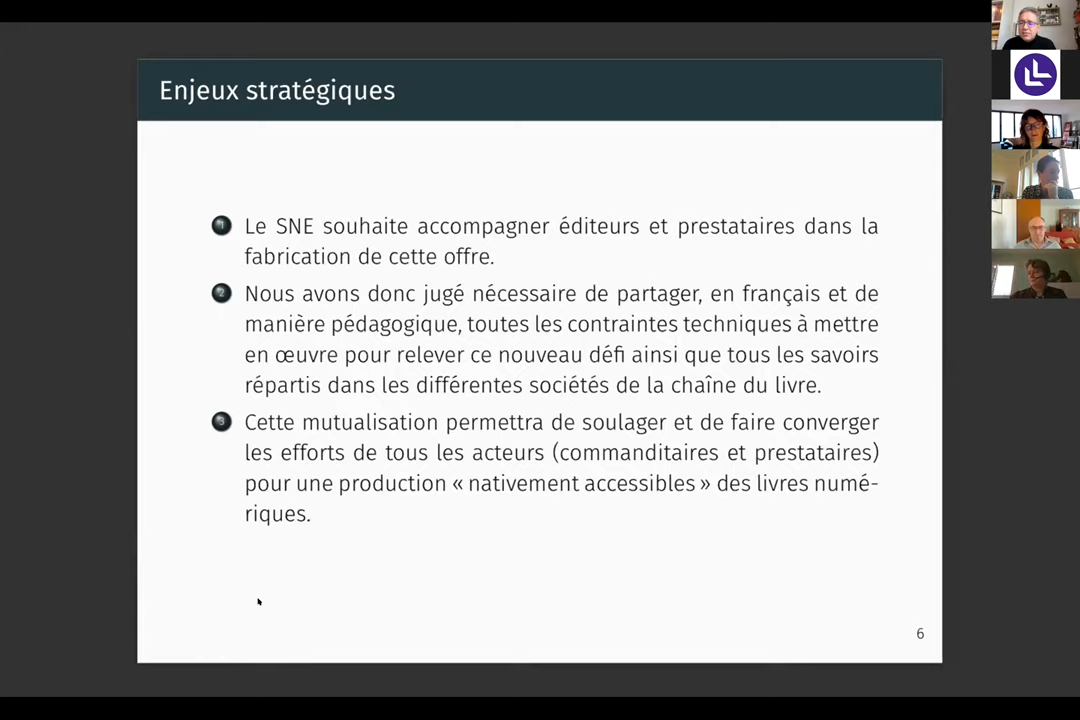 Enjeux stratégiques
1 Le SNE souhaite accompagner éditeurs et prestataires dans la
fabrication de cette offre.
2 Nous avons donc jugé nécessaire de partager, en français et de
manière pédagogique, toutes les contraintes techniques à mettre
en œuvre pour relever ce nouveau défi ainsi que tous les savoirs
répartis dans les différentes sociétés de la chaîne du livre.
3 Cette mutualisation permettra de soulager et de faire converger
les efforts de tous les acteurs (commanditaires et prestataires)
pour une production « nativement accessibles » des livres numé-
riques.
6